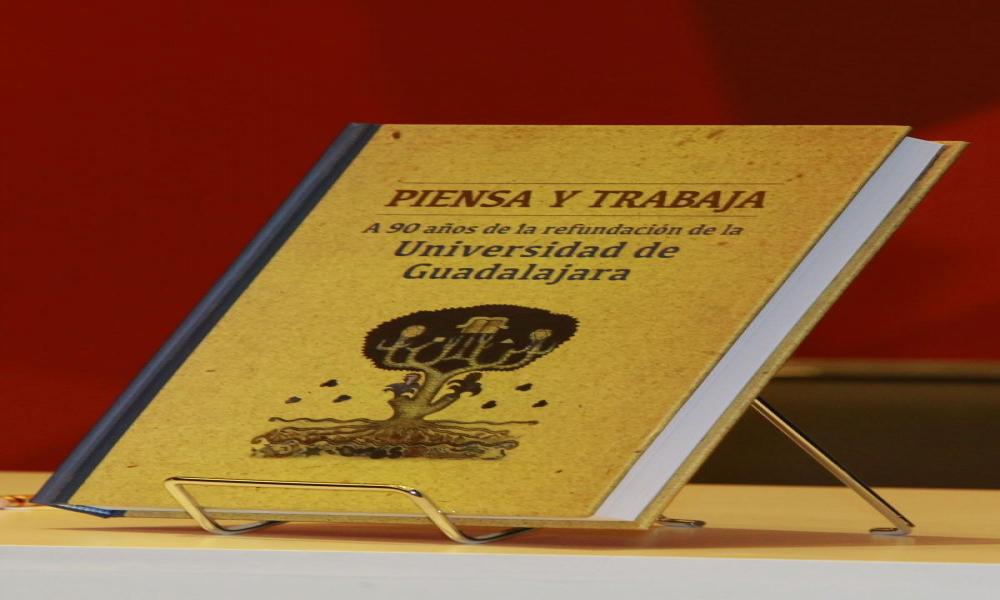 PIENSA Y TRABAJA
A 90 años de la refundación de la
Universidad de
Guadalajara